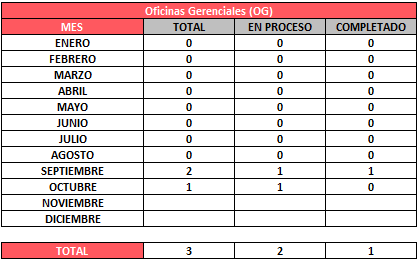 Oficinas Gerenciales (OG)
MES TOTAL EN PROCESO COMPLETADO
ENERO 0 0 0
FEBRERO 0 0 0
MARZO 0 0 0
ABRIL 0 0 0
MAYO 0 0 0
JUNIO 0 0 0
JULIO 0 0 0
AGOSTO 0 0 0
SEPTIEMBRE 2 1 1
OCTUBRE 1 1 0
NOVIEMBRE
DICIEMBRE
TOTAL 3 2 1